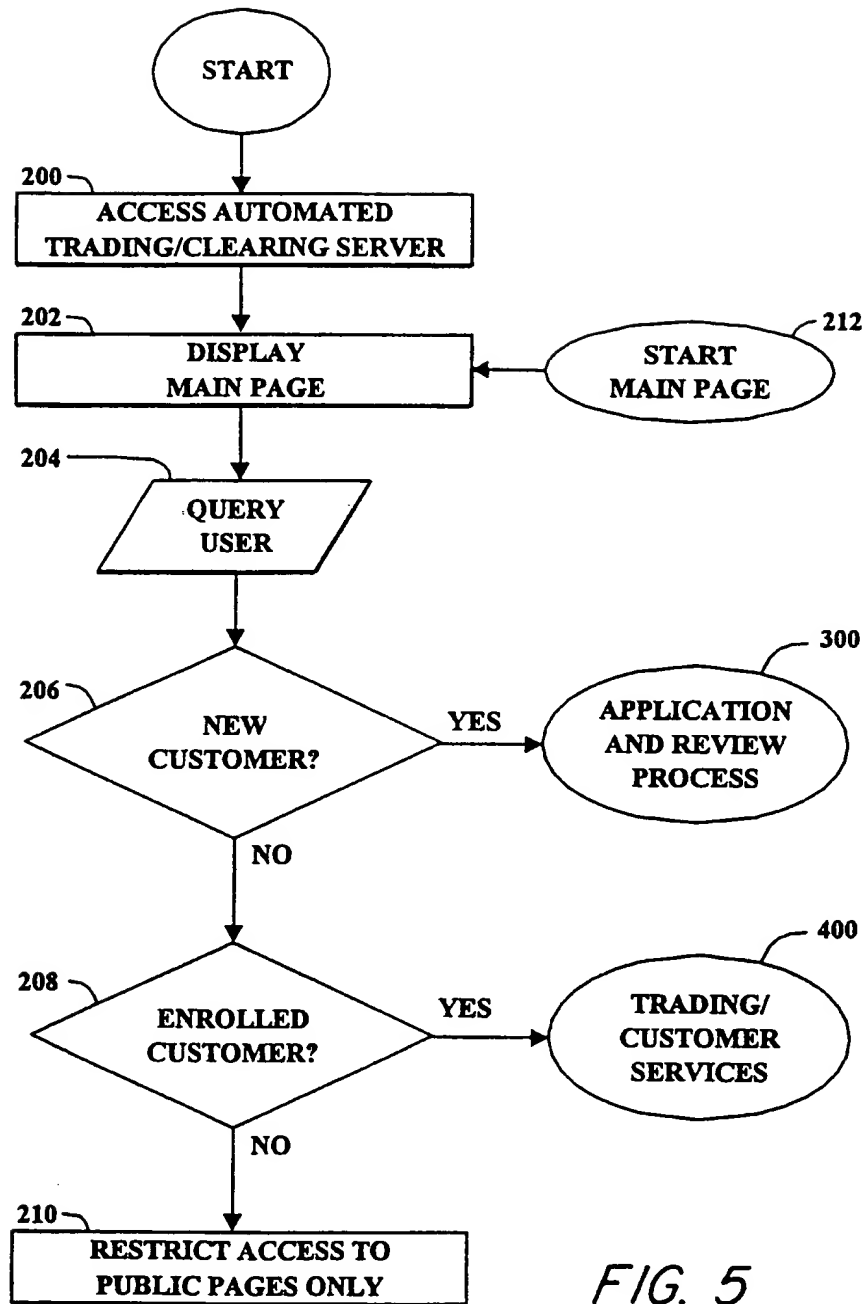 START
200
ACCESS AUTOMATED
TRADING/CLEARING SERVER
202
DISPLAY
MAIN PAGE
212
START
MAIN PAGE
204
QUERY
USER
206
NEW
CUSTOMER?
YES
300
APPLICATION
AND REVIEW
PROCESS
NO
208
ENROLLED
CUSTOMER?
YES
400
TRADING/
CUSTOMER
SERVICES
NO
210
RESTRICT ACCESS TO
PUBLIC PAGES ONLY
FIG. 5